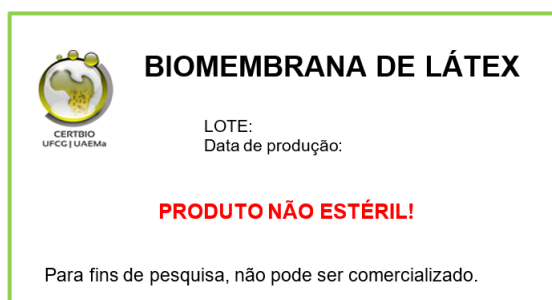 BIOMEMBRANA DE LÁTEX
CERTBIO
UFCG | UAEMa
LOTE:
Data de produção:
PRODUTO NÃO ESTÉRIL!
Para fins de pesquisa, não pode ser comercializado.